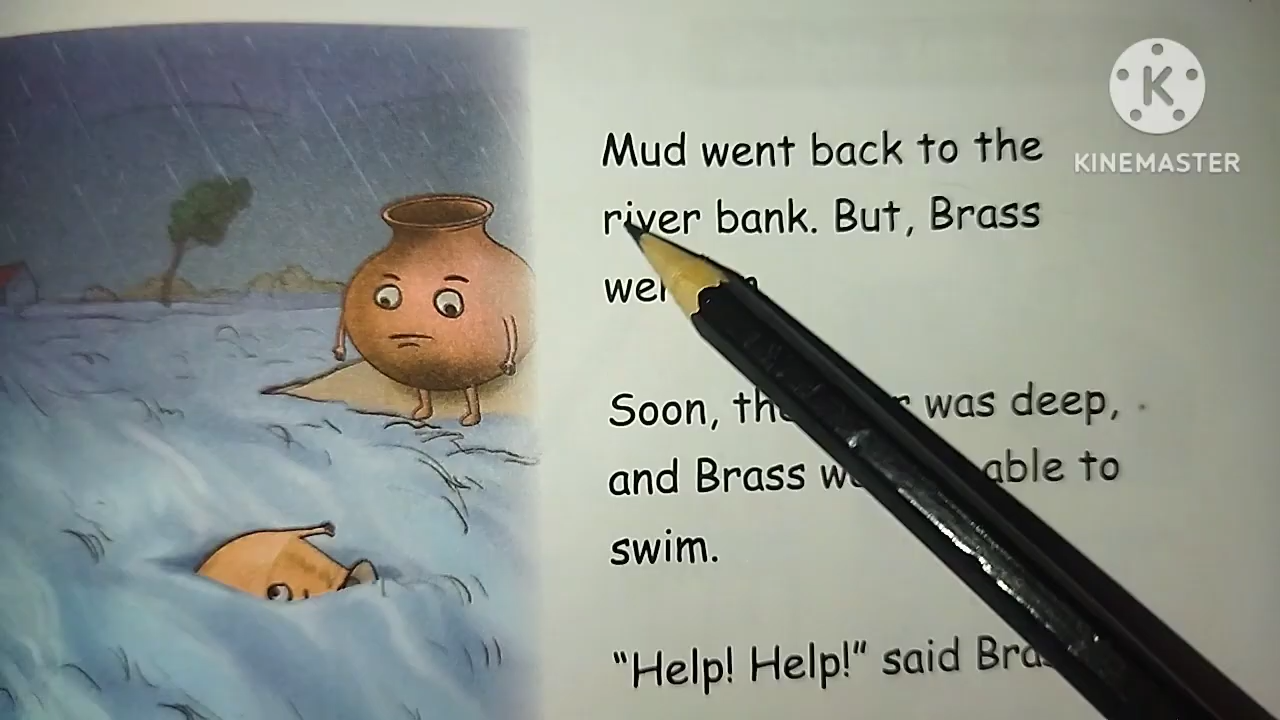 Mud went back to the
river bank. But, Brass
Soon, was deep,
and Brass able to
swim.
"Help! Help!" said
KINEMASTER